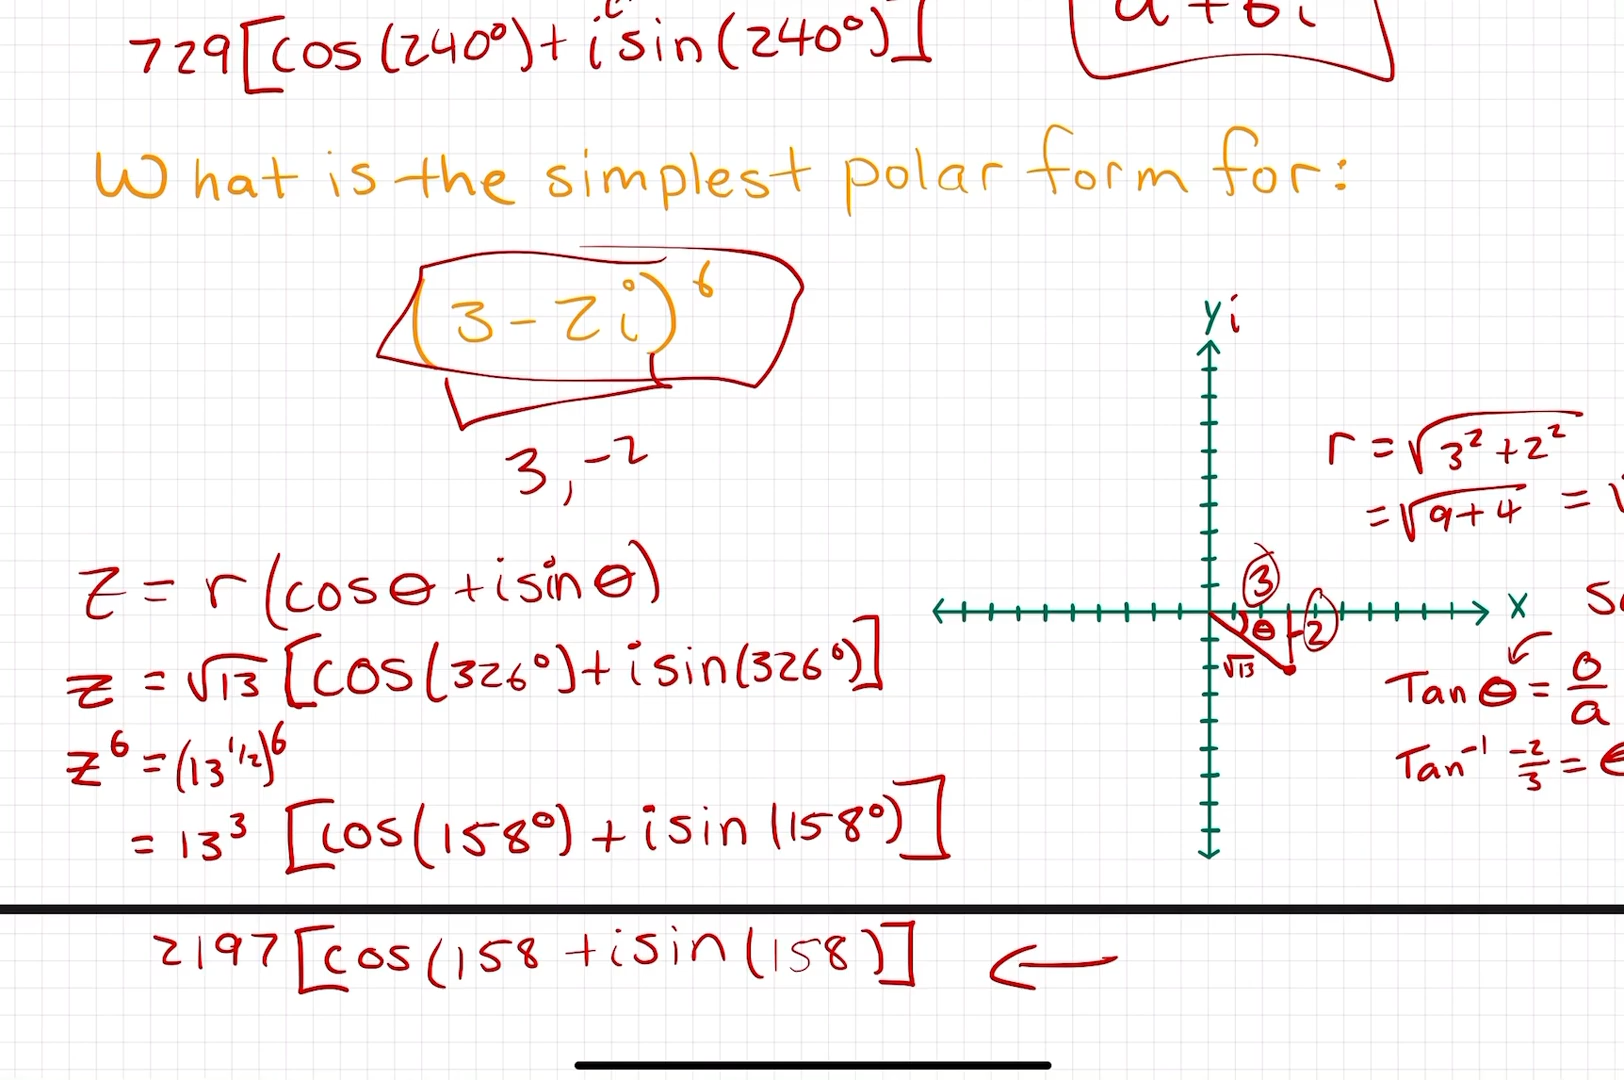 729[cos(240°)+isin(240°)]
a+bi
What is the simplest polar form for:
(3-2i)⁶
3, -2
yi
r = √3²+2²
= √9+4 =
z = r(cosθ+isinθ)
3
θ
-2
√13
x
z = √13 [cos(326°)+isin(326°)]
Tan θ = o/a
z⁶ = (13^1/2)⁶
Tan⁻¹ -2/3 =
= 13³ [cos(158°)+isin(158°)]
2197[cos(158+isin(158)]